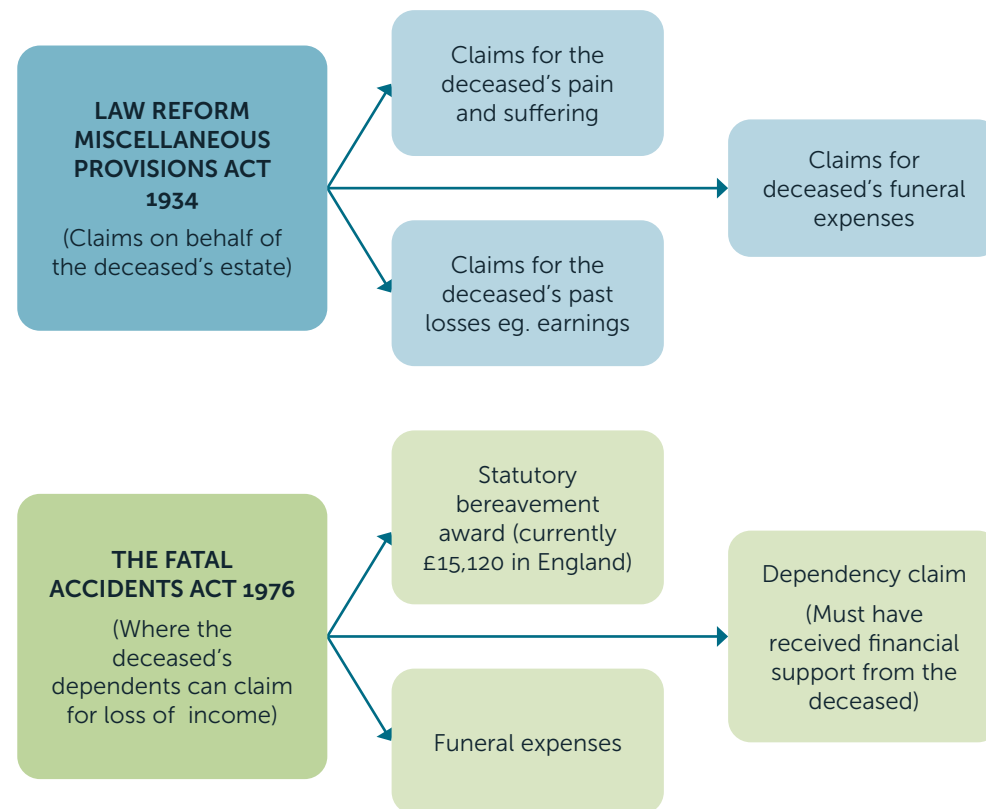 LAW REFORM
MISCELLANEOUS
PROVISIONS ACT
1934
(Claims on behalf of
the deceased’s estate)
Claims for the
deceased’s pain
and suffering
Claims for
deceased’s funeral
expenses
Claims for the
deceased’s past
losses eg. earnings
THE FATAL
ACCIDENTS ACT 1976
(Where the
deceased’s
dependents can claim
for loss of income)
Statutory
bereavement
award (currently
£15,120 in England)
Dependency claim
(Must have
received financial
support from the
deceased)
Funeral expenses